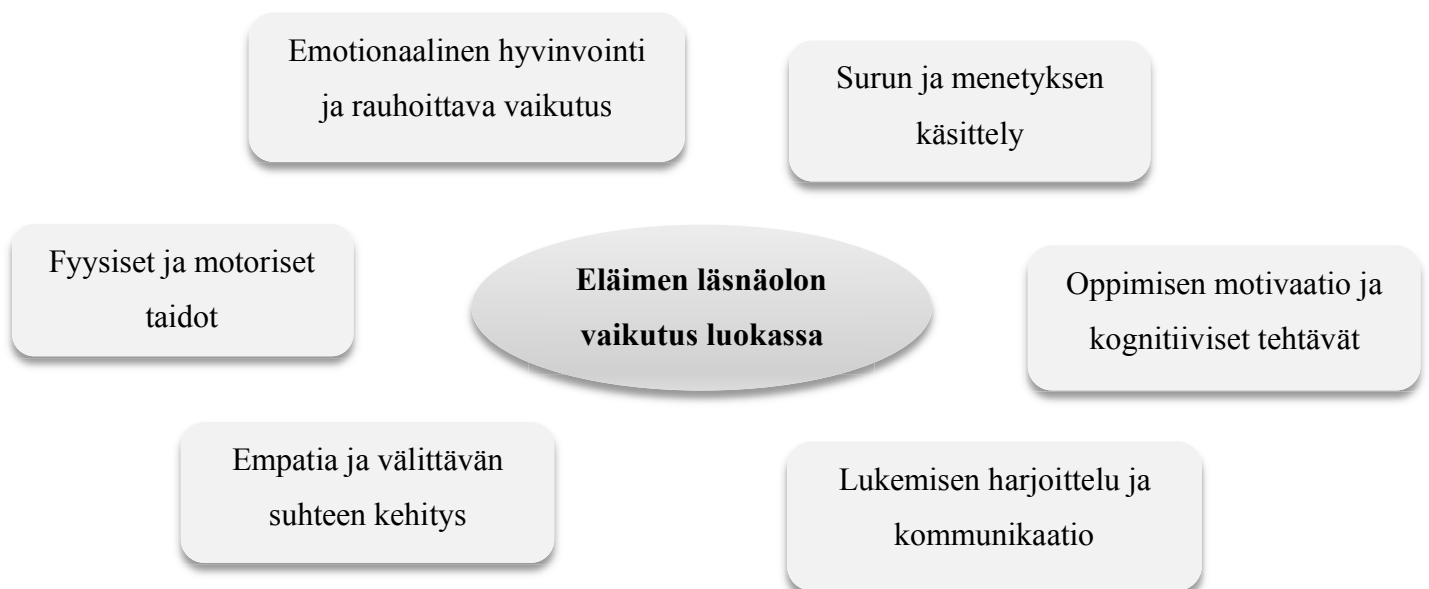 Emotionaalinen hyvinvointi
ja rauhoittava vaikutus
Surun ja menetyksen
käsittely
Fyysiset ja motoriset
taidot
Eläimen läsnäolon
vaikutus luokassa
Oppimisen motivaatio ja
kognitiiviset tehtävät
Empatia ja välittävän
suhteen kehitys
Lukemisen harjoittelu ja
kommunikaatio